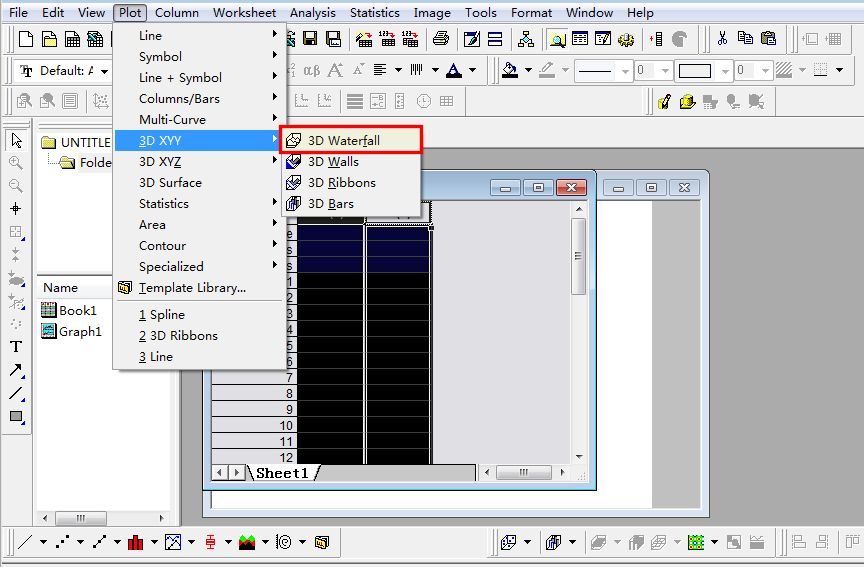 File Edit View Plot Column Worksheet Analysis Statistics Image Tools Format Window Help
Default: A
αβ A A
A
0 0
Line
Symbol
Line + Symbol
Columns/Bars
Multi-Curve
3D XYY
3D XYZ
3D Surface
Statistics
Area
Contour
Specialized
Template Library...
1 Spline
2 3D Ribbons
3 Line
3D Waterfall
3D Walls
3D Ribbons
3D Bars
UNTITLE
Folde
Name
Book1
Graph1
T
e
s
s
1
2
3
4
5
6
7
8
9
10
11
12
Sheet1